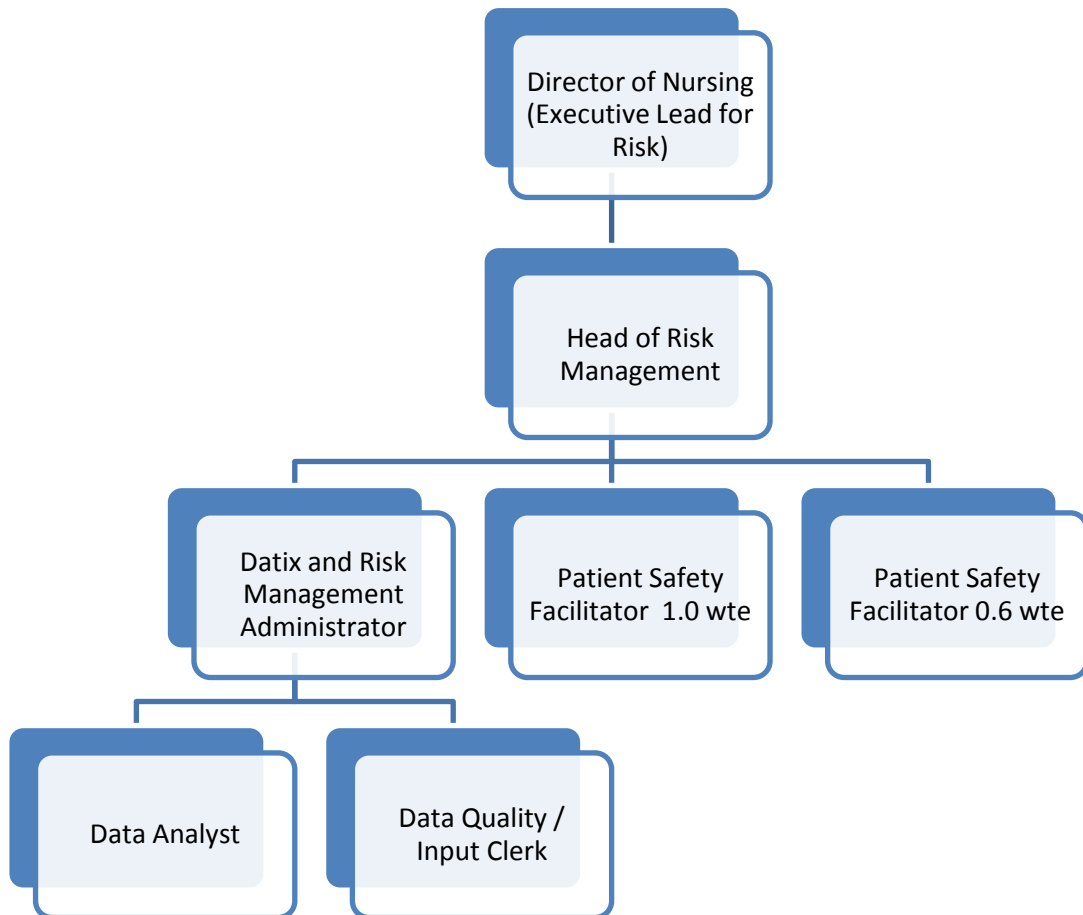 Director of Nursing
(Executive Lead for
Risk)
Head of Risk
Management
Datix and Risk
Management
Administrator
Patient Safety
Facilitator  1.0 wte
Patient Safety
Facilitator 0.6 wte
Data Analyst
Data Quality /
Input Clerk